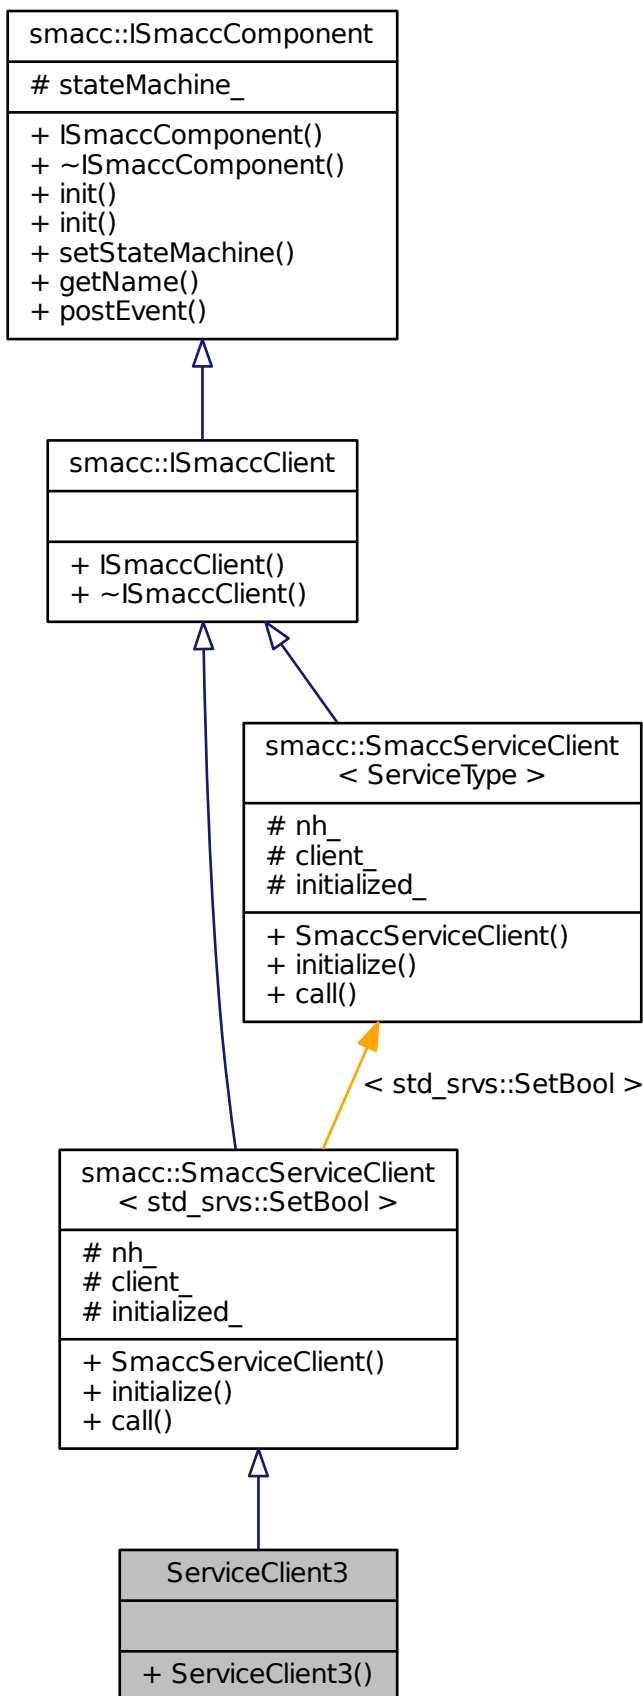 smacc::ISmaccComponent
# stateMachine_
+ ISmaccComponent()
+ ~ISmaccComponent()
+ init()
+ init()
+ setStateMachine()
+ getName()
+ postEvent()
smacc::ISmaccClient
+ ISmaccClient()
+ ~ISmaccClient()
smacc::SmaccServiceClient
< ServiceType >
# nh_
# client_
# initialized_
+ SmaccServiceClient()
+ initialize()
+ call()
< std_srvs::SetBool >
smacc::SmaccServiceClient
< std_srvs::SetBool >
# nh_
# client_
# initialized_
+ SmaccServiceClient()
+ initialize()
+ call()
ServiceClient3
+ ServiceClient3()